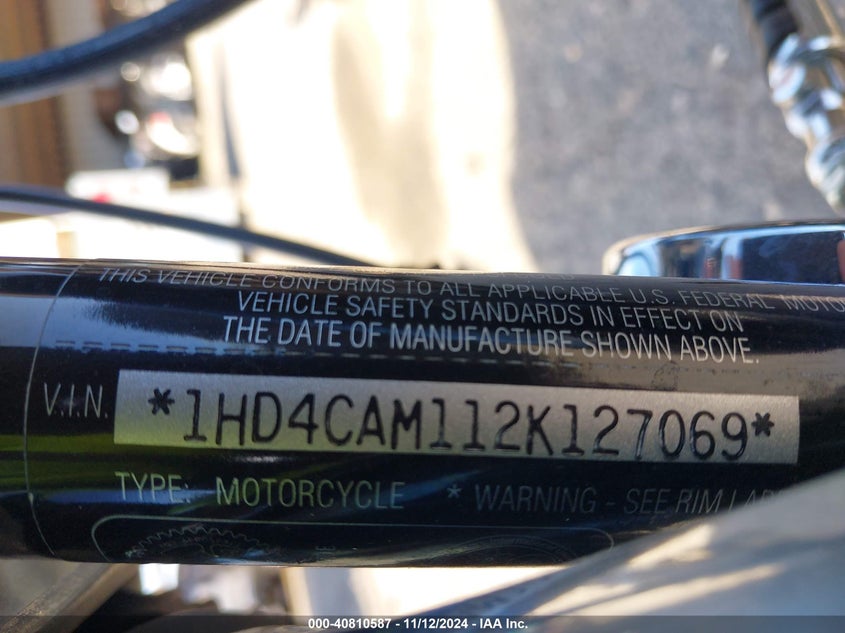 THIS VEHICLE CONFORMS TO ALL APPLICABLE U.S. FEDERAL MOTOR
VEHICLE SAFETY STANDARDS IN EFFECT ON
THE DATE OF MANUFACTURE SHOWN ABOVE.
V.I.N. *1HD4CAM112K127069*
TYPE: MOTORCYCLE * WARNING - SEE RIM
000-40810587 - 11/12/2024 - IAA Inc.